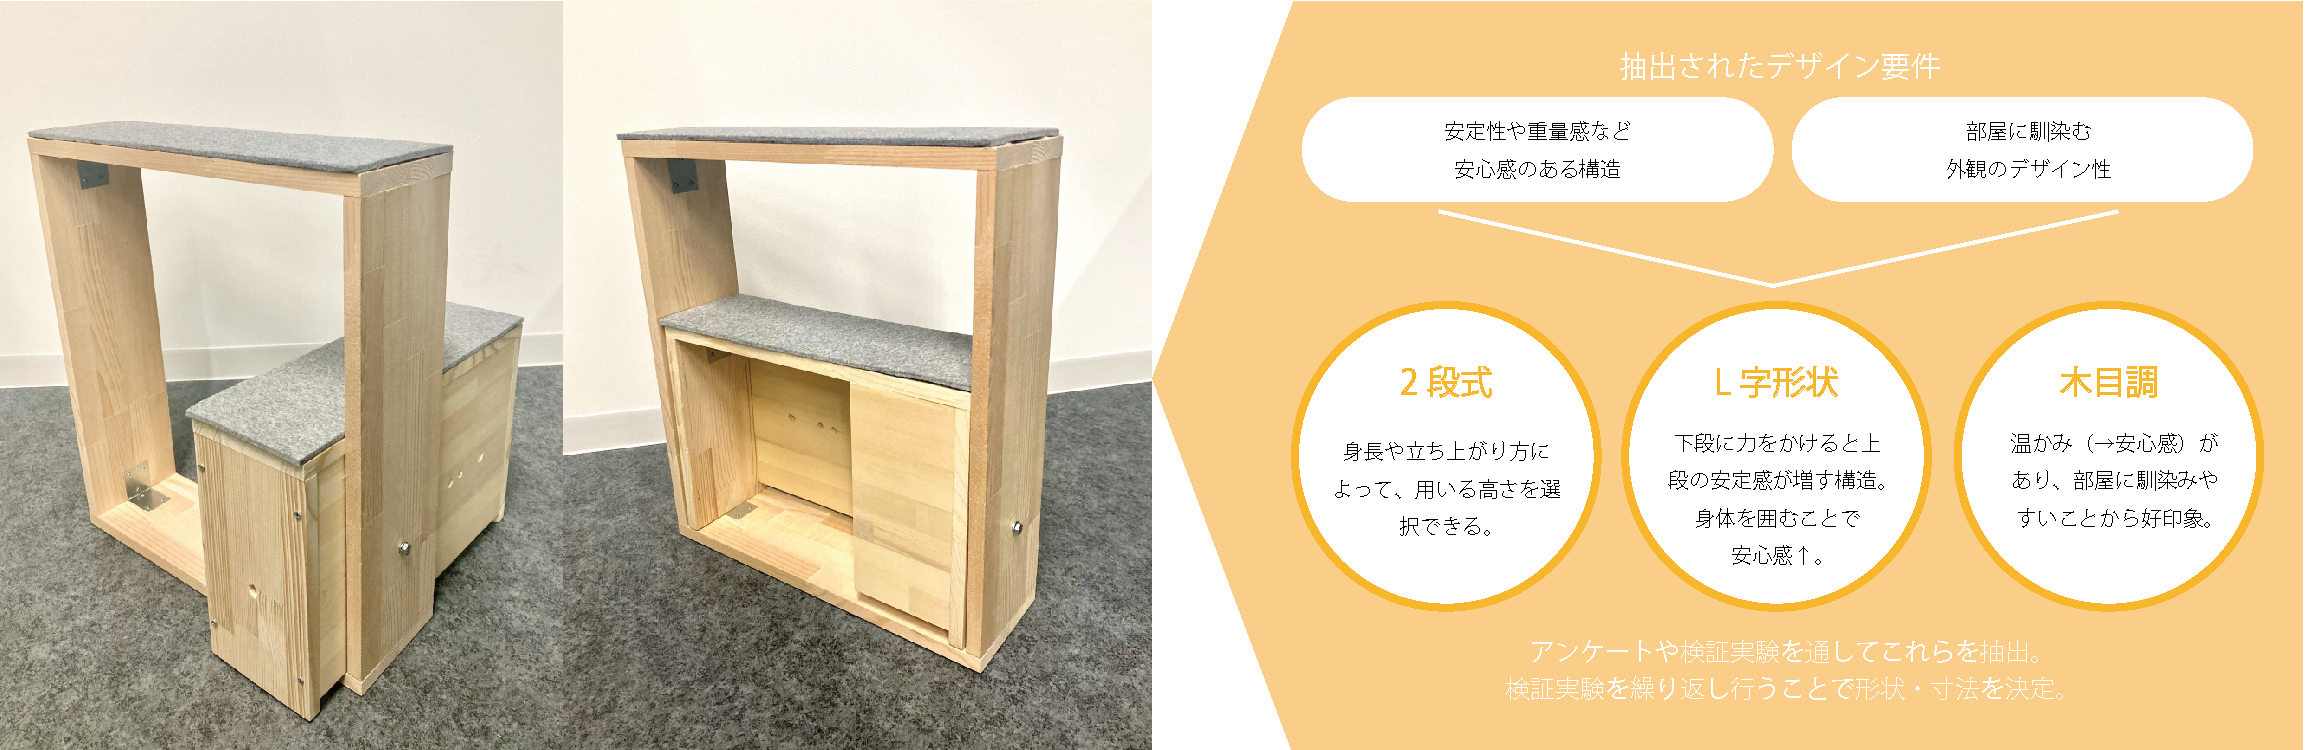 抽出されたデザイン要件
安定性や重量感など
安心感のある構造
部屋に馴染む
外観のデザイン性
2段式
身長や立ち上がり方に
よって、用いる高さを選
択できる。
L字形状
下段に力をかけると上
段の安定感が増す構造。
身体を囲むことで
安心感↑。
木目調
温かみ（→安心感）が
あり、部屋に馴染みや
すいことから好印象。
アンケートや検証実験を通してこれらを抽出。
検証実験を繰り返し行うことで形状・寸法を決定。